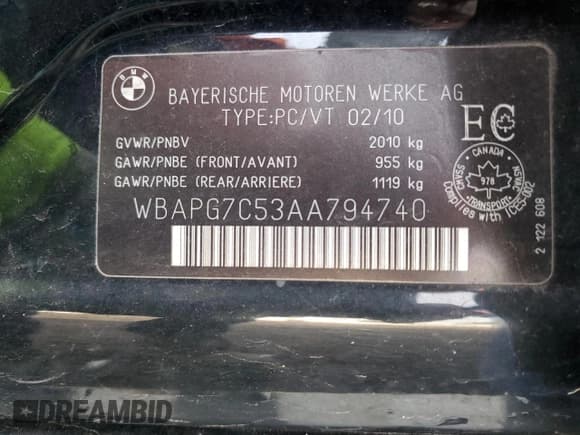 BMW
BAYERISCHE MOTOREN WERKE AG
TYPE:PC/VT 02/10
GVWR/PNBV 2010 kg
GAWR/PNBE (FRONT/AVANT) 955 kg
GAWR/PNBE (REAR/ARRIERE) 1119 kg
WBAPG7C53AA794740
EC
CANADA
978
TRANSPORT
Complies with ICES-002
2 122 608
DREAMBID